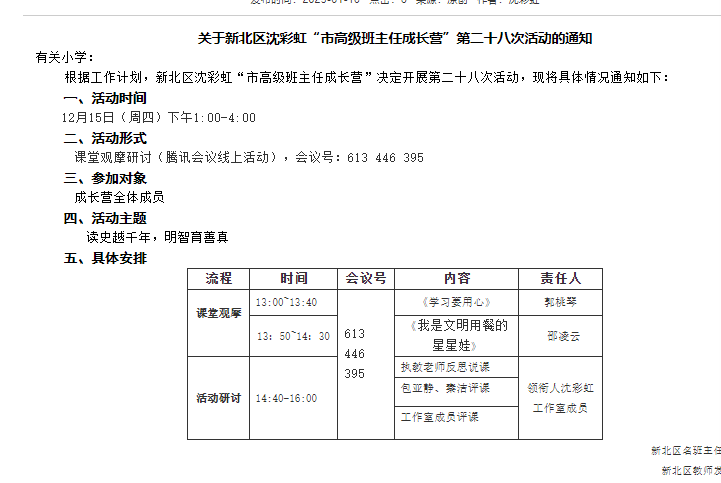 关于新北区沈彩虹“市高级班主任成长营”第二十八次活动的通知
有关小学：
根据工作计划，新北区沈彩虹“市高级班主任成长营”决定开展第二十八次活动，现将具体情况通知如下：
一、活动时间
12月15日（周四）下午1:00-4:00
二、活动形式
课堂观摩研讨（腾讯会议线上活动），会议号：613 446 395
三、参加对象
成长营全体成员
四、活动主题
读史越千年，明智育善真
五、具体安排
流程 时间 会议号 内容 责任人
课堂观摩 13:00~13:40 《学习要用心》 郭桃琴
13：50~14：30 《我是文明用餐的
星星娃》 邵凌云
613
446
395
执教老师反思说课
活动研讨 14:40-16:00 包亚静、秦洁评课 领衔人沈彩虹
工作室成员
工作室成员评课
新北区名班主任
新北区教师发